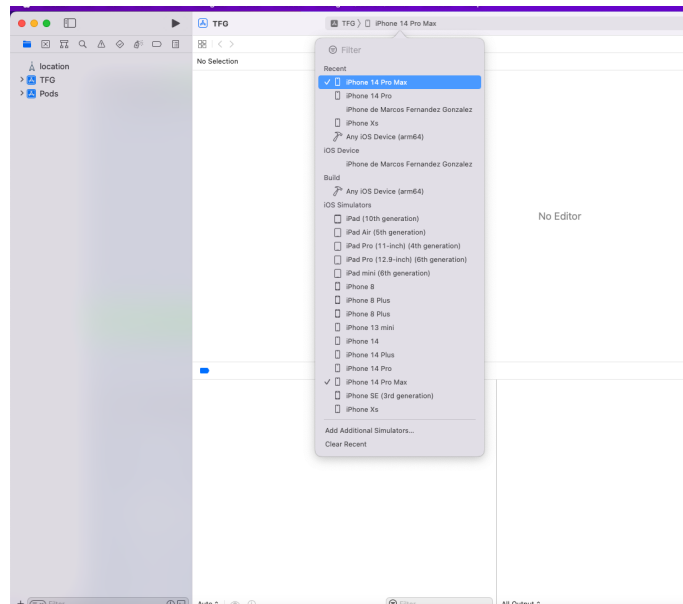 TFG
TFG
iPhone 14 Pro Max
Filter
No Selection
location
TFG
Pods
Recent
iPhone 14 Pro Max
iPhone 14 Pro
iPhone de Marcos Fernandez Gonzalez
iPhone Xs
Any iOS Device (arm64)
iOS Device
iPhone de Marcos Fernandez Gonzalez
Build
Any iOS Device (arm64)
iOS Simulators
iPad (10th generation)
iPad Air (5th generation)
iPad Pro (11-inch) (4th generation)
iPad Pro (12.9-inch) (6th generation)
iPad mini (6th generation)
iPhone 8
iPhone 8 Plus
iPhone 8 Plus
iPhone 13 mini
iPhone 14
iPhone 14 Plus
iPhone 14 Pro
iPhone 14 Pro Max
iPhone SE (3rd generation)
iPhone Xs
Add Additional Simulators...
Clear Recent
No Editor
Filter
Auto
Filter
All Output